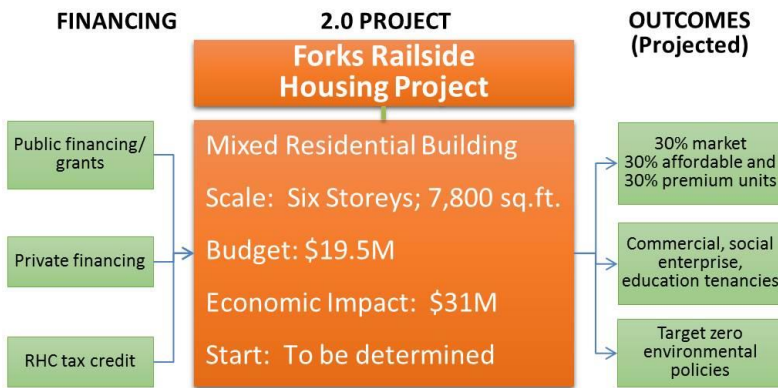 FINANCING
2.0 PROJECT
OUTCOMES
(Projected)
Forks Railside
Housing Project
Public financing/
grants
Private financing
RHC tax credit
Mixed Residential Building
Scale: Six Storeys; 7,800 sq.ft.
Budget: $19.5M
Economic Impact: $31M
Start: To be determined
30% market
30% affordable and
30% premium units
Commercial, social
enterprise,
education tenancies
Target zero
environmental
policies